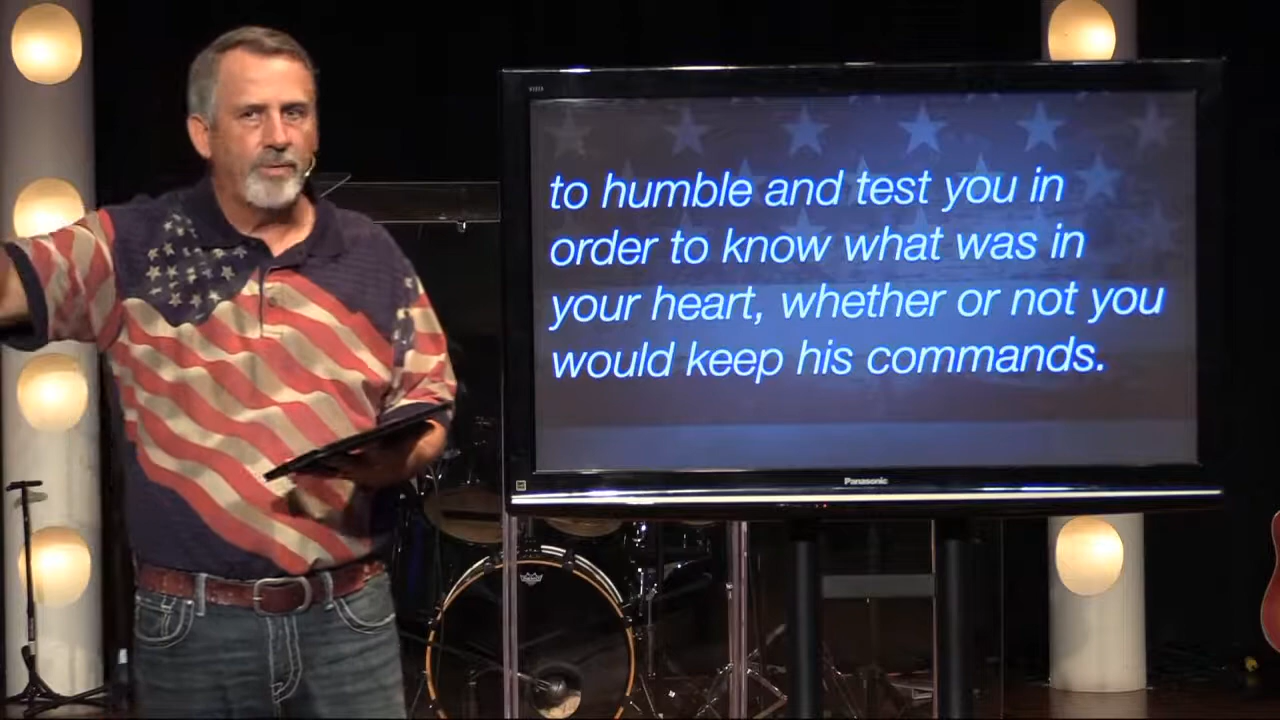 to humble and test you in
order to know what was in
your heart, whether or not you
would keep his commands.
Panasonic